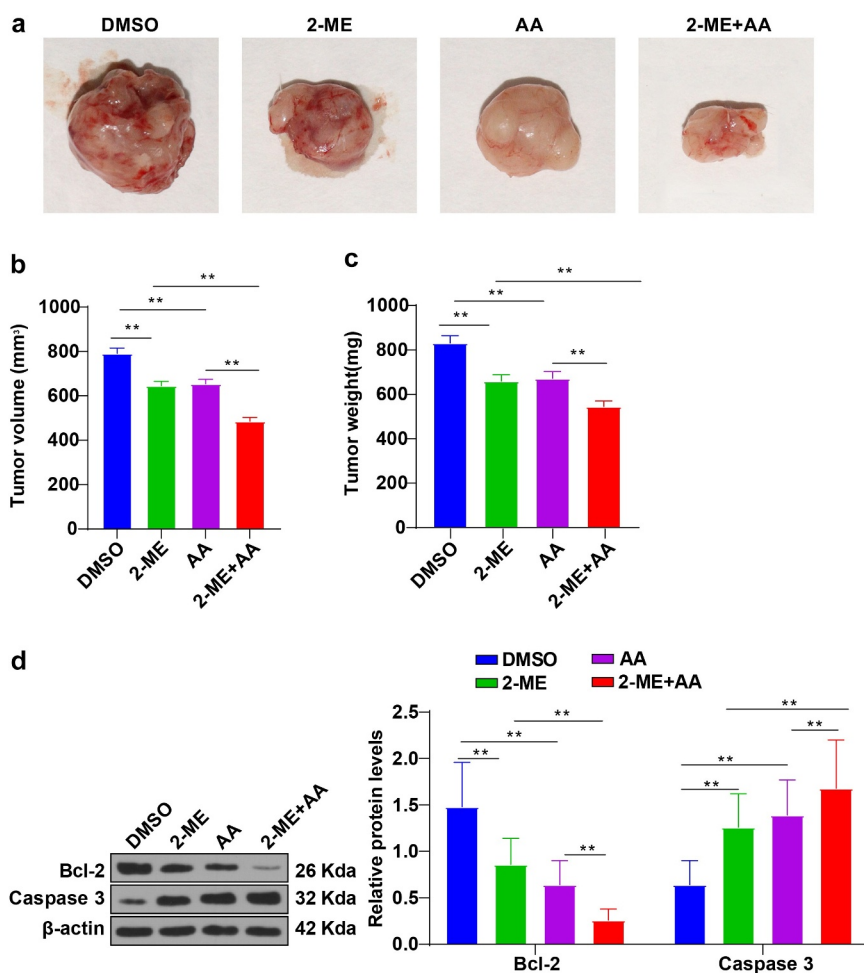 a
DMSO 2-ME AA 2-ME+AA
b
Tumor volume (mm³)
1000
800
600
400
200
0
** ** ** **
DMSO 2-ME AA 2-ME+AA
c
Tumor weight(mg)
1000
800
600
400
200
0
** ** ** **
DMSO 2-ME AA 2-ME+AA
d
DMSO 2-ME AA 2-ME+AA
Bcl-2 26 Kda
Caspase 3 32 Kda
β-actin 42 Kda
DMSO AA
2-ME 2-ME+AA
Relative protein levels
2.5
2.0
1.5
1.0
0.5
0.0
** ** ** **
** ** ** **
Bcl-2 Caspase 3